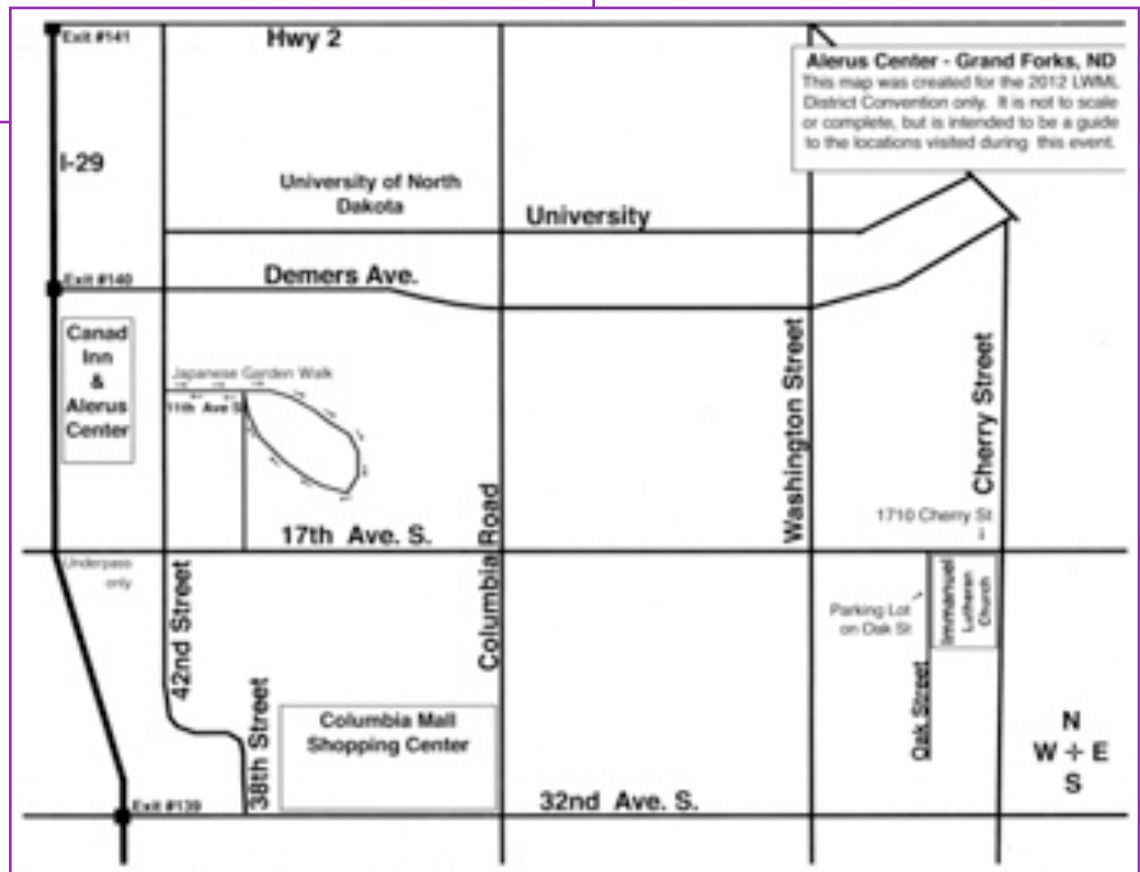 Exit #141
Hwy 2
Alerus Center - Grand Forks, ND
This map was created for the 2012 LWML
District Convention only. It is not to scale
or complete, but is intended to be a guide
to the locations visited during this event.
I-29
University of North
Dakota
University
Exit #140
Demers Ave.
Canad
Inn
&
Alerus
Center
Japanese Garden Walk
11th Ave S
Washington Street
Cherry Street
1710 Cherry St
17th Ave. S.
Columbia Road
Underpass
only
42nd Street
Parking Lot
on Oak St
Immanuel
Lutheran
Church
Oak Street
38th Street
Columbia Mall
Shopping Center
N
W + E
S
Exit #139
32nd Ave. S.